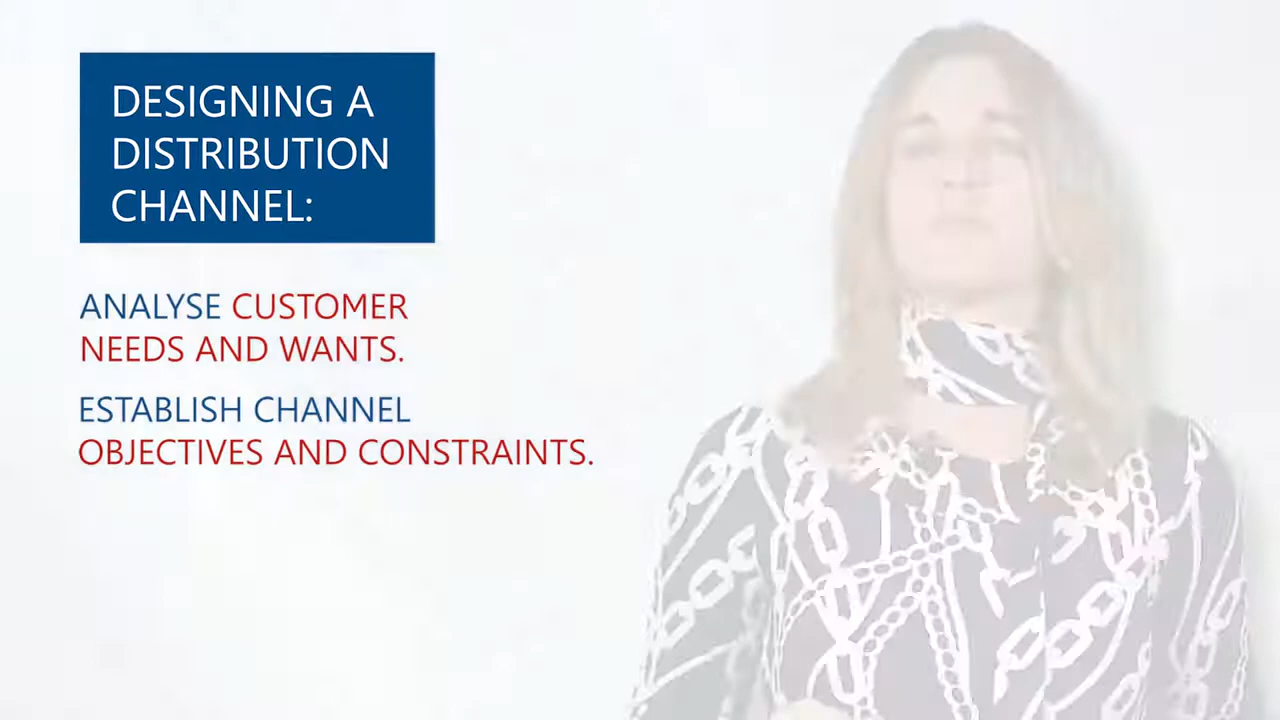 DESIGNING A
DISTRIBUTION
CHANNEL:
ANALYSE CUSTOMER
NEEDS AND WANTS.
ESTABLISH CHANNEL
OBJECTIVES AND CONSTRAINTS.